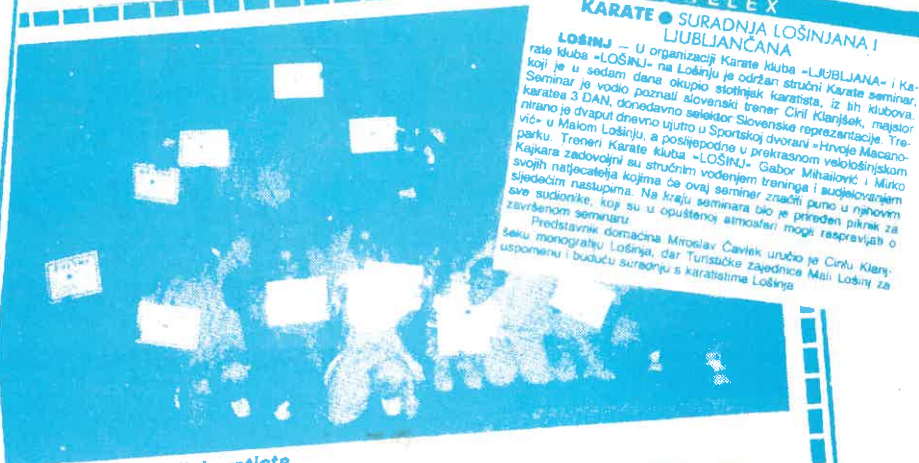 KARATE ● SURADNJA LOŠINJANA I
LJUBLJANČANA
LOŠINJ — U organizaciji Karate kluba »LJUBLJANA« i Ka-
rate kluba »LOŠINJ« na Lošinju je održan stručni Karate seminar,
koji je u sedam dana okupio stotinjak karatista, iz tih klubova.
Seminar je vodio poznati slovenski trener Ciril Klanjšek, majstor
karatea 3 DAN, donedavno selektor Slovenske reprezentacije. Tre-
nirano je dvaput dnevno ujutro u Sportskoj dvorani »Hrvoje Macano-
vić« u Malom Lošinju, a poslijepodne u prekrasnom velološinjskom
parku. Treneri Karate kluba »LOŠINJ« Gabor Mihailović i Mirko
Kajkara zadovoljni su stručnim vođenjem treninga i sudjelovanjem
svojih natjecatelja kojima će ovaj seminar značiti puno u njihovim
sljedećim nastupima. Na kraju seminara bio je priređen piknik za
sve sudionike, koji su u opuštenoj atmosferi mogli raspravljati o
završenom seminaru.
Predstavnik domaćina Miroslav Čavlek uručio je Cirilu Klanj-
šeku monografiju Lošinja, dar Turističke zajednice Mali Lošinj za
uspomenu i buduću suradnju s karatistima Lošinja